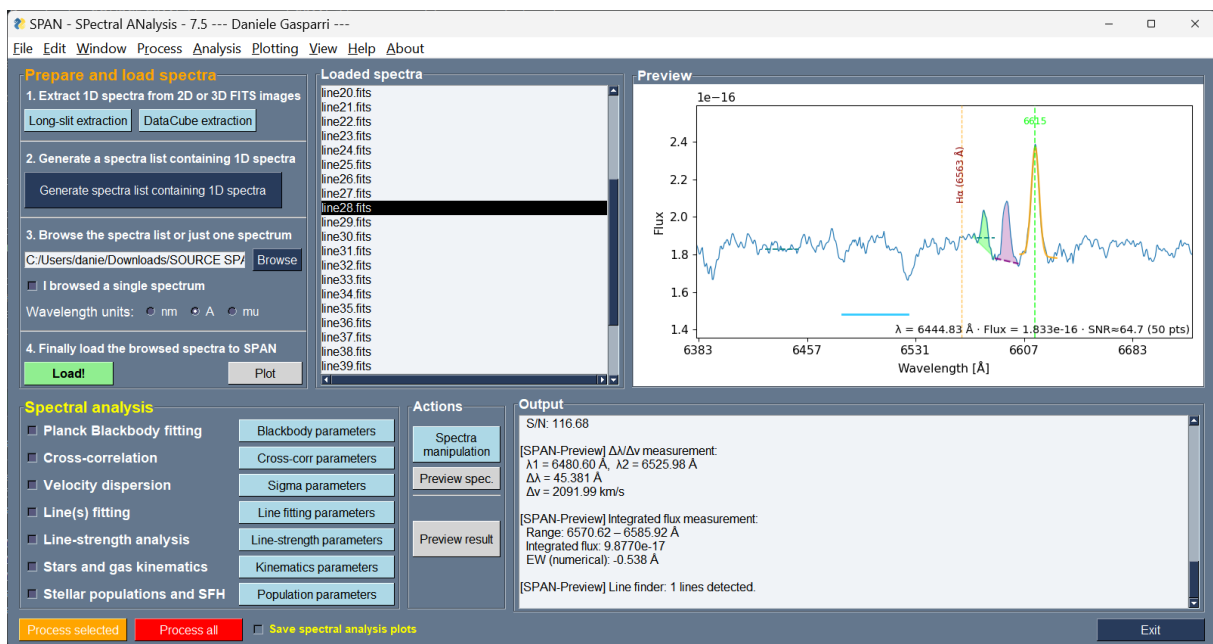 SPAN - SPectral ANalysis - 7.5 --- Daniele Gasparri ---
File Edit Window Process Analysis Plotting View Help About
Prepare and load spectra
1. Extract 1D spectra from 2D or 3D FITS images
Long-slit extraction DataCube extraction
2. Generate a spectra list containing 1D spectra
Generate spectra list containing 1D spectra
3. Browse the spectra list or just one spectrum
C:/Users/danie/Downloads/SOURCE SPA Browse
I browsed a single spectrum
Wavelength units: nm A mu
4. Finally load the browsed spectra to SPAN
Load! Plot
Loaded spectra
line20.fits
line21.fits
line22.fits
line23.fits
line24.fits
line25.fits
line26.fits
line27.fits
line28.fits
line29.fits
line30.fits
line31.fits
line32.fits
line33.fits
line34.fits
line35.fits
line36.fits
line37.fits
line38.fits
line39.fits
Preview
1e−16
2.4
2.2
2.0
1.8
1.6
1.4
Flux
Hα (6563 Å)
6615
λ = 6444.83 Å · Flux = 1.833e-16 · SNR≈64.7 (50 pts)
6383 6457 6531 6607 6683
Wavelength [Å]
Spectral analysis
Planck Blackbody fitting Blackbody parameters
Cross-correlation Cross-corr parameters
Velocity dispersion Sigma parameters
Line(s) fitting Line fitting parameters
Line-strength analysis Line-strength parameters
Stars and gas kinematics Kinematics parameters
Stellar populations and SFH Population parameters
Actions
Spectra
manipulation
Preview spec.
Preview result
Output
S/N: 116.68
[SPAN-Preview] Δλ/Δv measurement:
λ1 = 6480.60 Å, λ2 = 6525.98 Å
Δλ = 45.381 Å
Δv = 2091.99 km/s
[SPAN-Preview] Integrated flux measurement:
Range: 6570.62 – 6585.92 Å
Integrated flux: 9.8770e-17
EW (numerical): -0.538 Å
[SPAN-Preview] Line finder: 1 lines detected.
Process selected Process all Save spectral analysis plots Exit